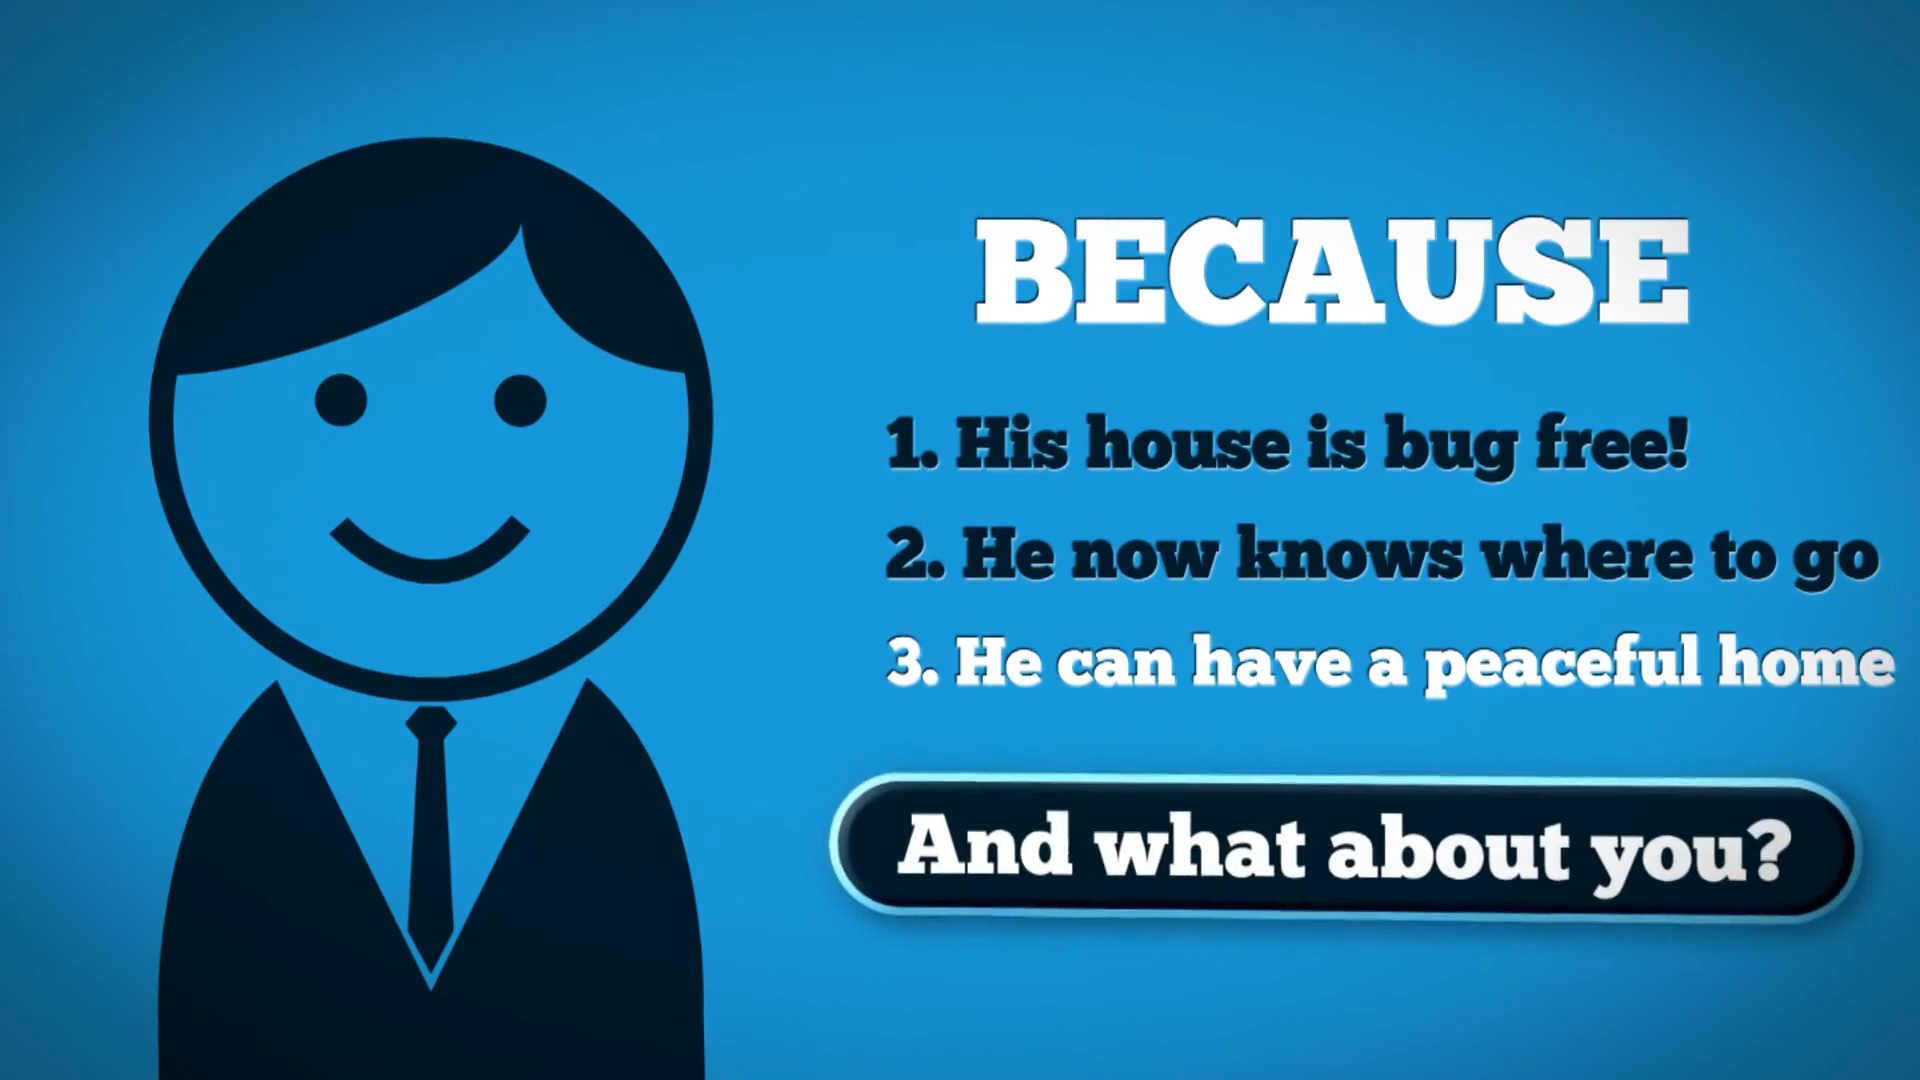 BECAUSE
1. His house is bug free!
2. He now knows where to go
3. He can have a peaceful home
And what about you?